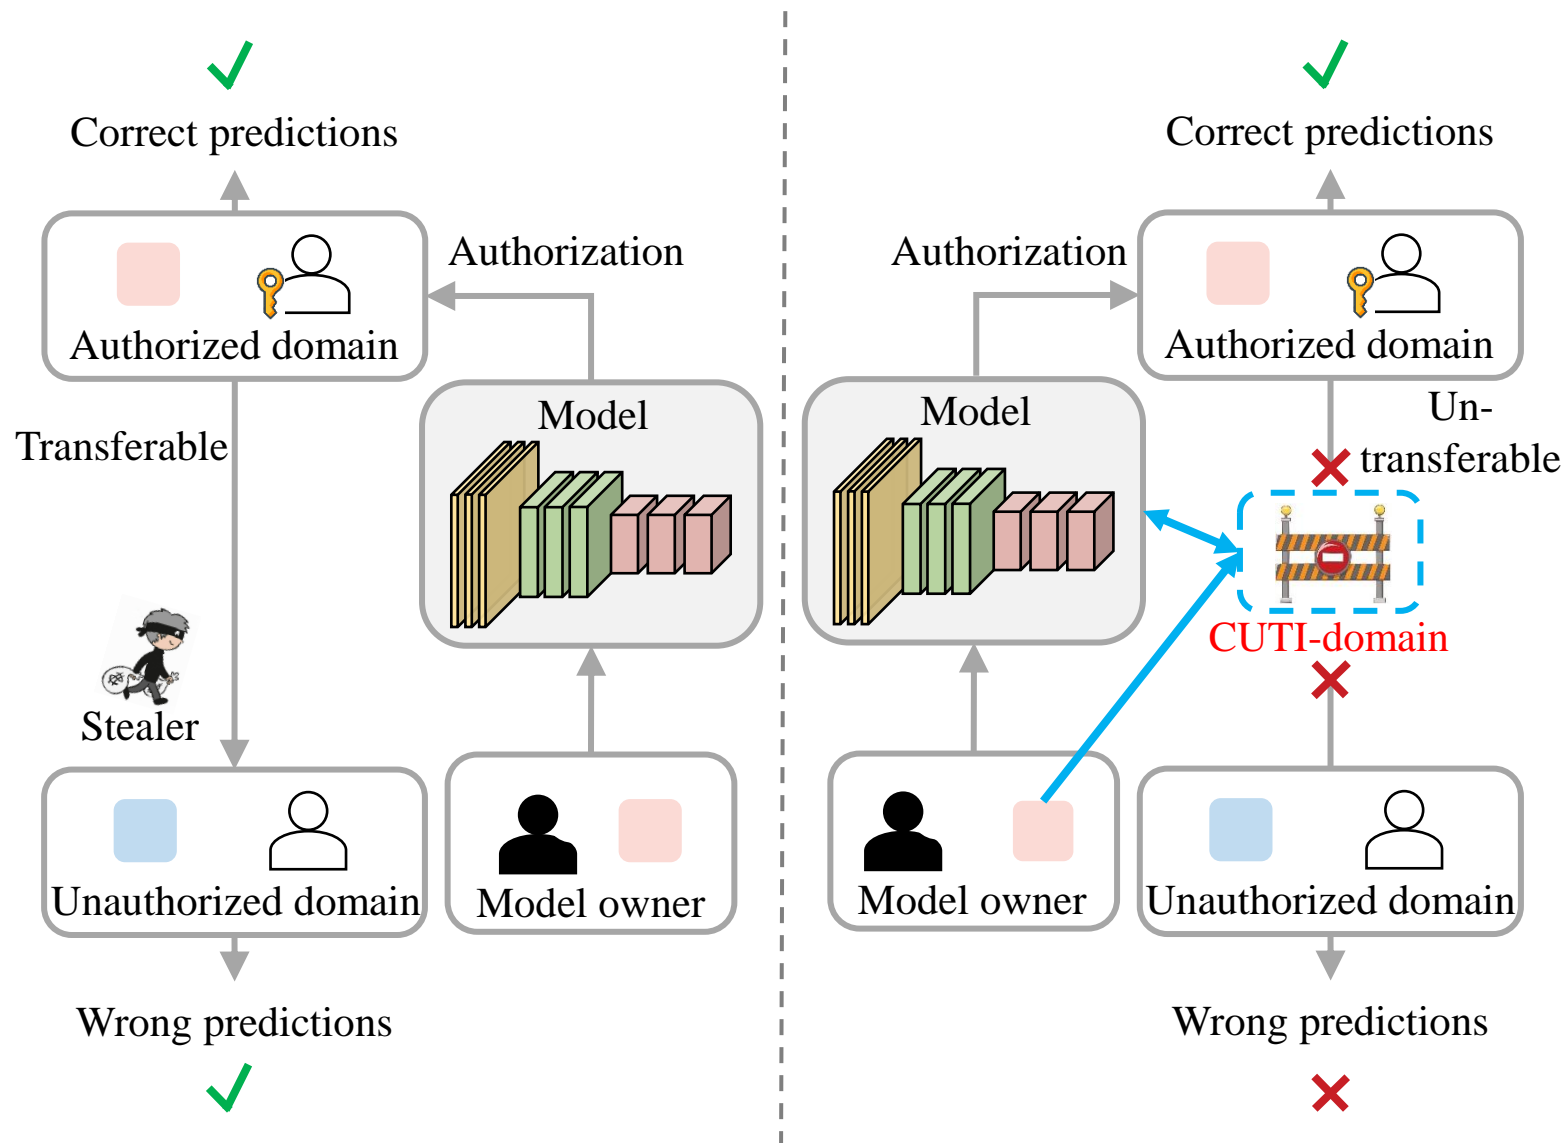 Correct predictions
Authorization
Authorized domain
Model
Transferable
Stealer
Unauthorized domain
Model owner
Wrong predictions
Correct predictions
Authorization
Authorized domain
Model
Un-
transferable
CUTI-domain
Model owner
Unauthorized domain
Wrong predictions